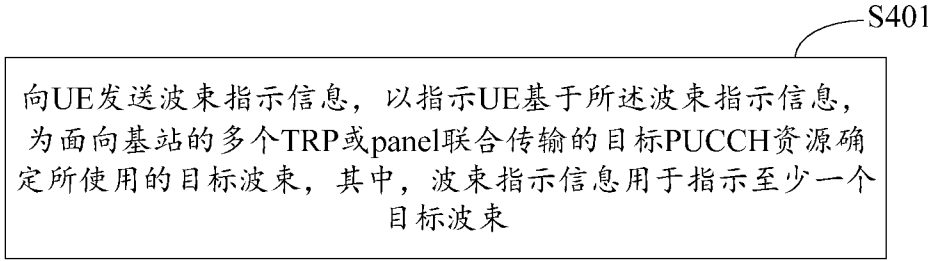 S401
向UE发送波束指示信息，以指示UE基于所述波束指示信息，
为面向基站的多个TRP或panel联合传输的目标PUCCH资源确
定所使用的目标波束，其中，波束指示信息用于指示至少一个
目标波束